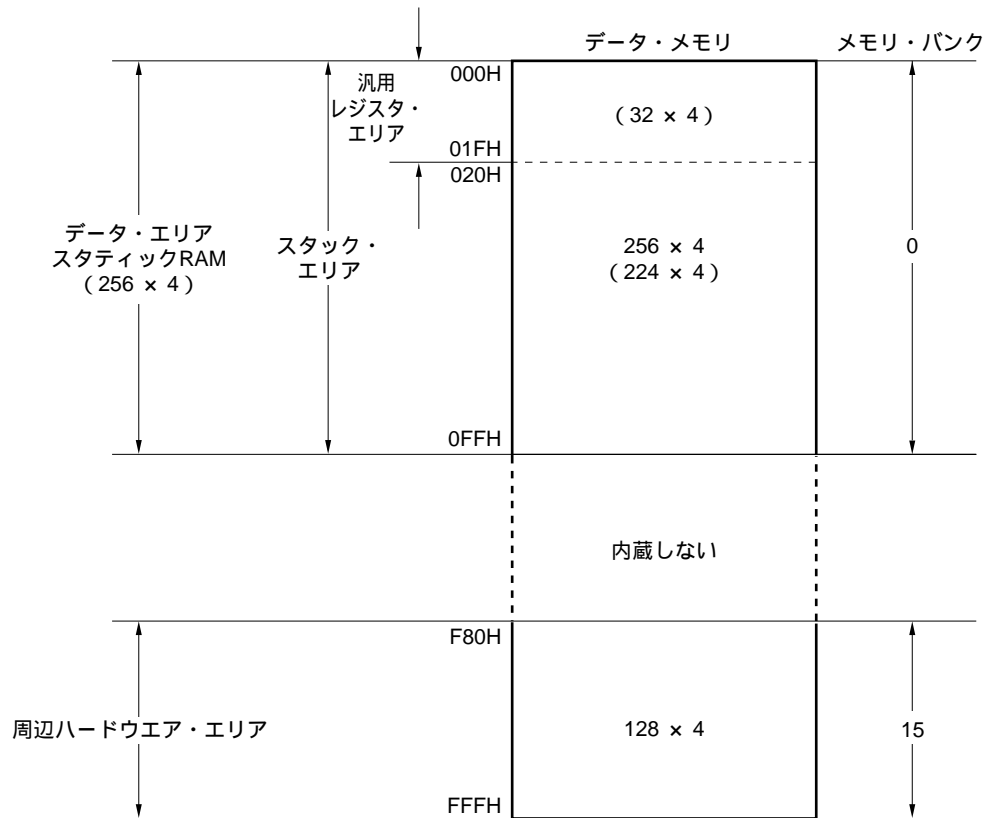 データ・メモリ
メモリ・バンク
000H
汎用
レジスタ・
エリア
(32 × 4)
01FH
020H
データ・エリア
スタティックRAM
(256 × 4)
スタック・
エリア
256 × 4
(224 × 4)
0
0FFH
内蔵しない
F80H
周辺ハードウエア・エリア
128 × 4
15
FFFH